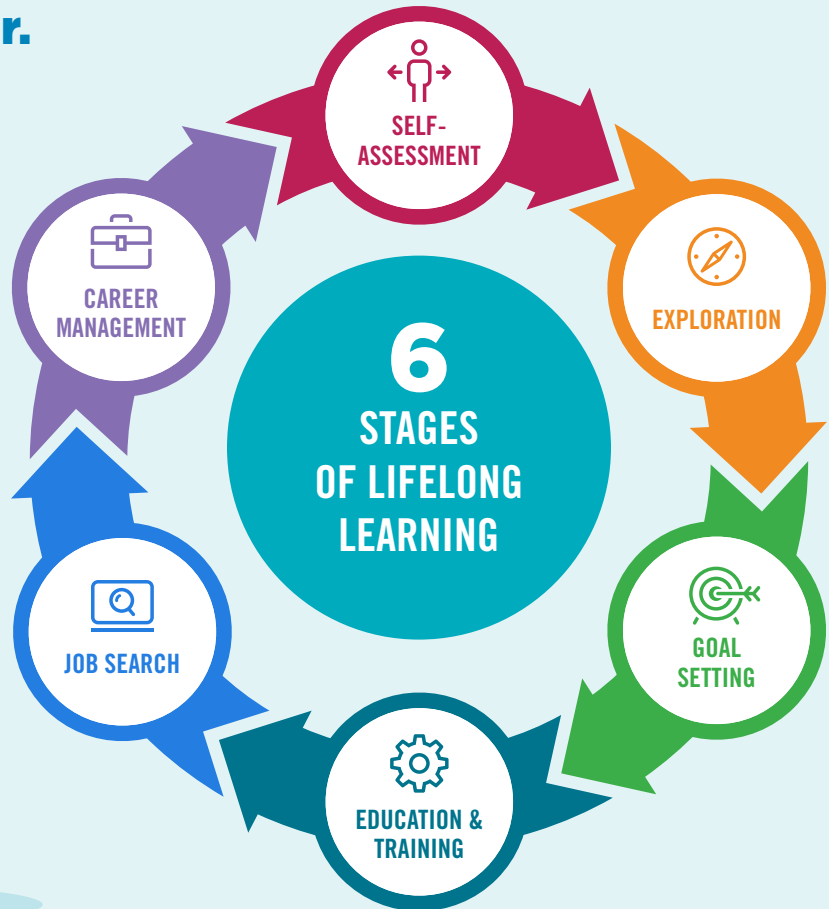 r.
SELF-
ASSESSMENT
EXPLORATION
GOAL
SETTING
EDUCATION &
TRAINING
JOB SEARCH
CAREER
MANAGEMENT
6
STAGES
OF LIFELONG
LEARNING